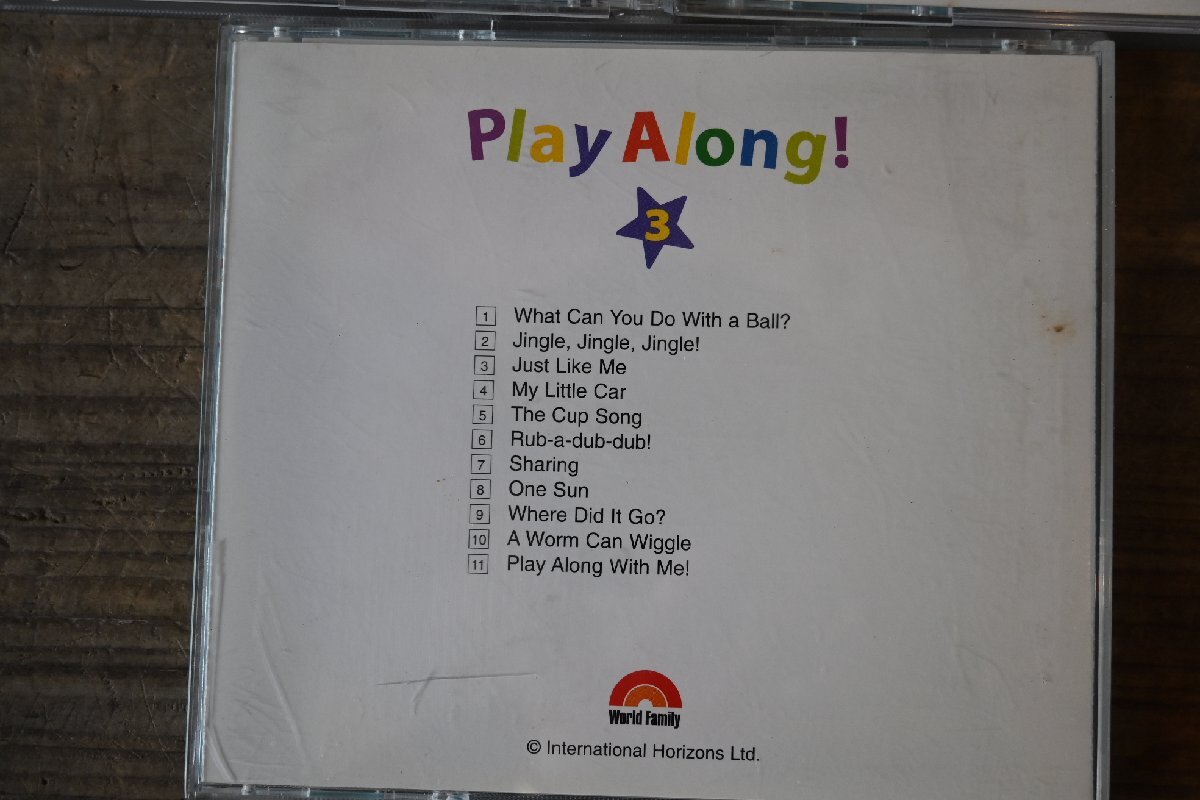 Play Along!
3
1 What Can You Do With a Ball?
2 Jingle, Jingle, Jingle!
3 Just Like Me
4 My Little Car
5 The Cup Song
6 Rub-a-dub-dub!
7 Sharing
8 One Sun
9 Where Did It Go?
10 A Worm Can Wiggle
11 Play Along With Me!
World Family
© International Horizons Ltd.